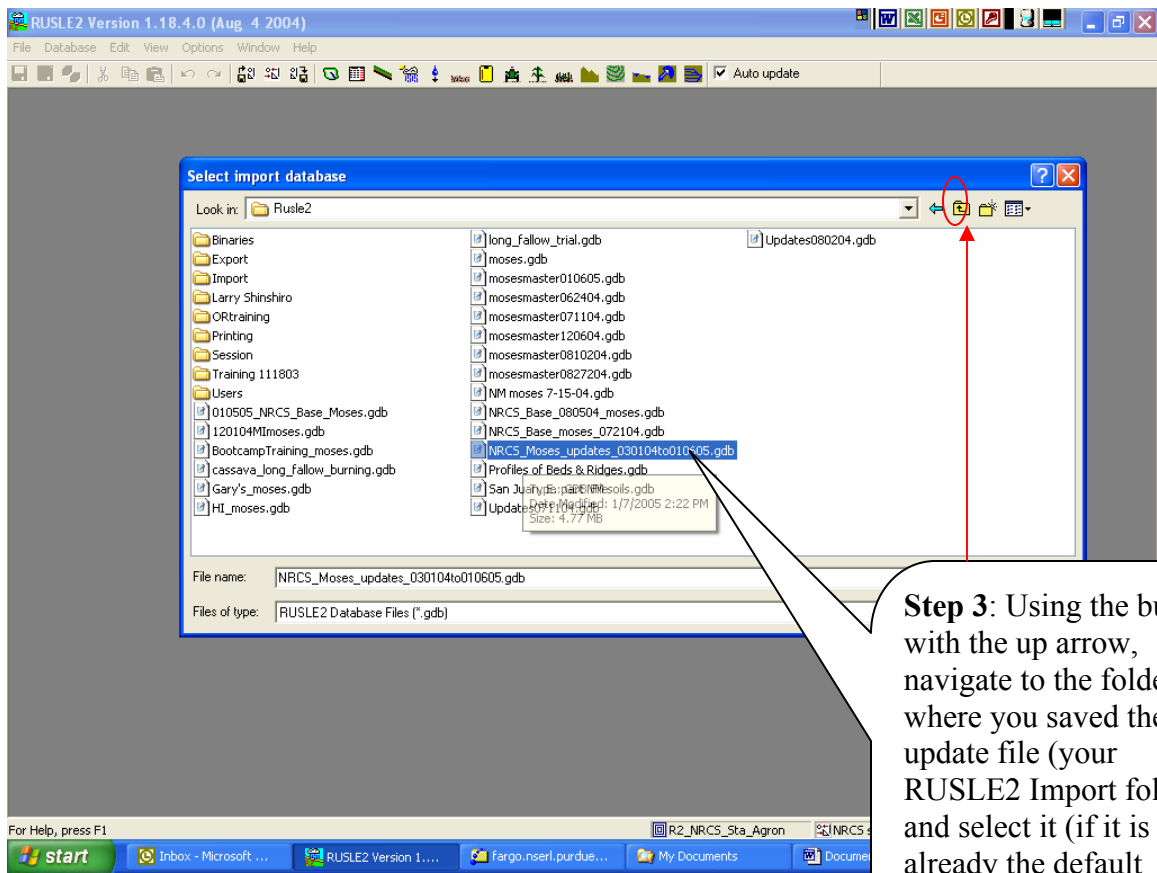 RUSLE2 Version 1.18.4.0 (Aug 4 2004)
File Database Edit View Options Window Help
Auto update
Select import database
Look in: Rusle2
Binaries
Export
Import
Larry Shinshiro
ORtraining
Printing
Session
Training 111803
Users
010505_NRCS_Base_Moses.gdb
120104MImoses.gdb
BootcampTraining_moses.gdb
cassava_long_fallow_burning.gdb
Gary's_moses.gdb
HI_moses.gdb
long_fallow_trial.gdb
moses.gdb
mosesmaster010605.gdb
mosesmaster062404.gdb
mosesmaster071104.gdb
mosesmaster120604.gdb
mosesmaster0810204.gdb
mosesmaster0827204.gdb
NM moses 7-15-04.gdb
NRCS_Base_080504_moses.gdb
NRCS_Base_moses_072104.gdb
NRCS_Moses_updates_030104to010605.gdb
Profiles of Beds & Ridges.gdb
San Juan soils.gdb
Updates071104.gdb
Updates080204.gdb
Date Modified: 1/7/2005 2:22 PM
Size: 4.77 MB
File name: NRCS_Moses_updates_030104to010605.gdb
Files of type: RUSLE2 Database Files (*.gdb)
Step 3: Using the bu
with the up arrow,
navigate to the folde
where you saved the
update file (your
RUSLE2 Import fol
and select it (if it is
already the default
For Help, press F1
R2_NRCS_Sta_Agron
NRCS s
start
Inbox - Microsoft ...
RUSLE2 Version 1....
fargo.nserl.purdue...
My Documents
Docume